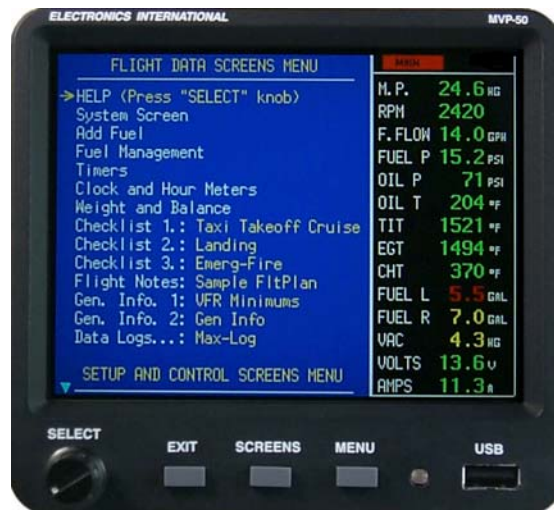 ELECTRONICS INTERNATIONAL
MVP-50
FLIGHT DATA SCREENS MENU
HELP (Press "SELECT" knob)
System Screen
Add Fuel
Fuel Management
Timers
Clock and Hour Meters
Weight and Balance
Checklist 1.: Taxi Takeoff Cruise
Checklist 2.: Landing
Checklist 3.: Emerg-Fire
Flight Notes: Sample FltPlan
Gen. Info. 1: VFR Minimums
Gen. Info. 2: Gen Info
Data Logs...: Max-Log
SETUP AND CONTROL SCREENS MENU
M.P. 24.6 HG
RPM 2420
F.FLOW 14.0 GPH
FUEL P 15.2 PSI
OIL P 71 PSI
OIL T 204 °F
TIT 1521 °F
EGT 1494 °F
CHT 370 °F
FUEL L 5.5 GAL
FUEL R 7.0 GAL
VAC 4.3 HG
VOLTS 13.6 V
AMPS 11.3 A
SELECT
EXIT
SCREENS
MENU
USB